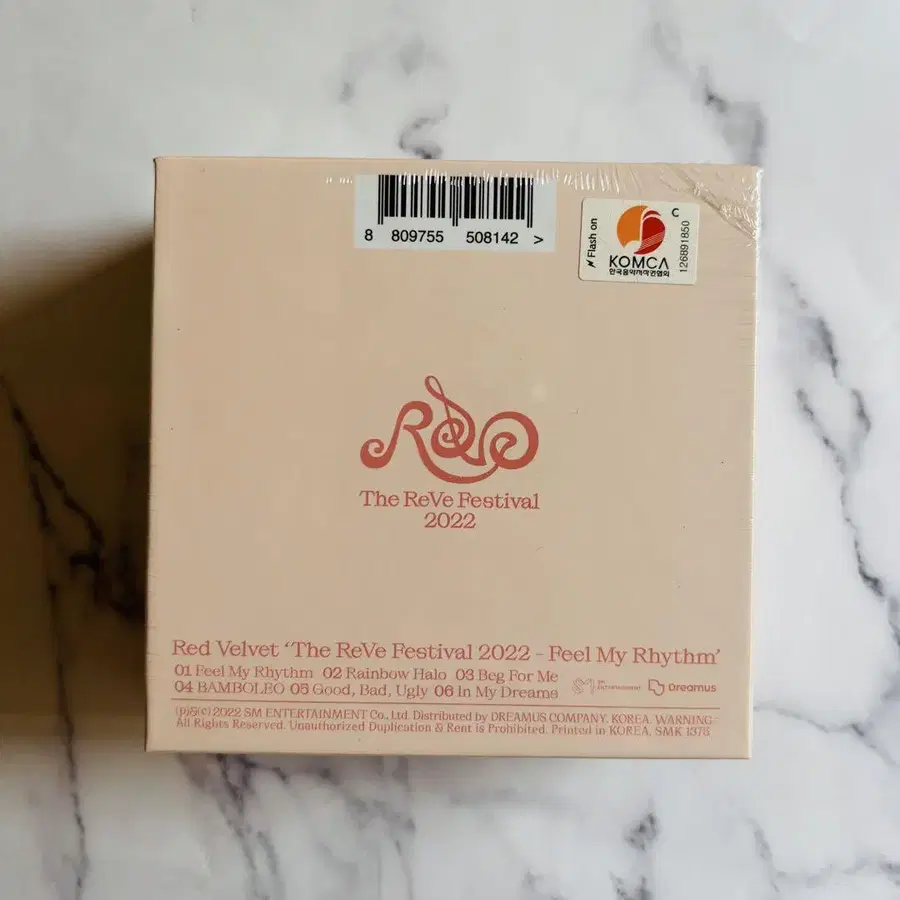 8 809755 508142 >
Flash on
C
KOMCA
한국음악저작권협회
126891850
ReVe
The ReVe Festival
2022
Red Velvet ‘The ReVe Festival 2022 - Feel My Rhythm’
01 Feel My Rhythm 02 Rainbow Halo 03 Beg For Me
04 BAMBOLEO 05 Good, Bad, Ugly 06 In My Dreams
SM Entertainment
Dreamus
(p)&(c) 2022 SM ENTERTAINMENT Co., Ltd. Distributed by DREAMUS COMPANY. KOREA. WARNING
All Rights Reserved. Unauthorized Duplication & Rent is Prohibited. Printed in KOREA. SMK 1378